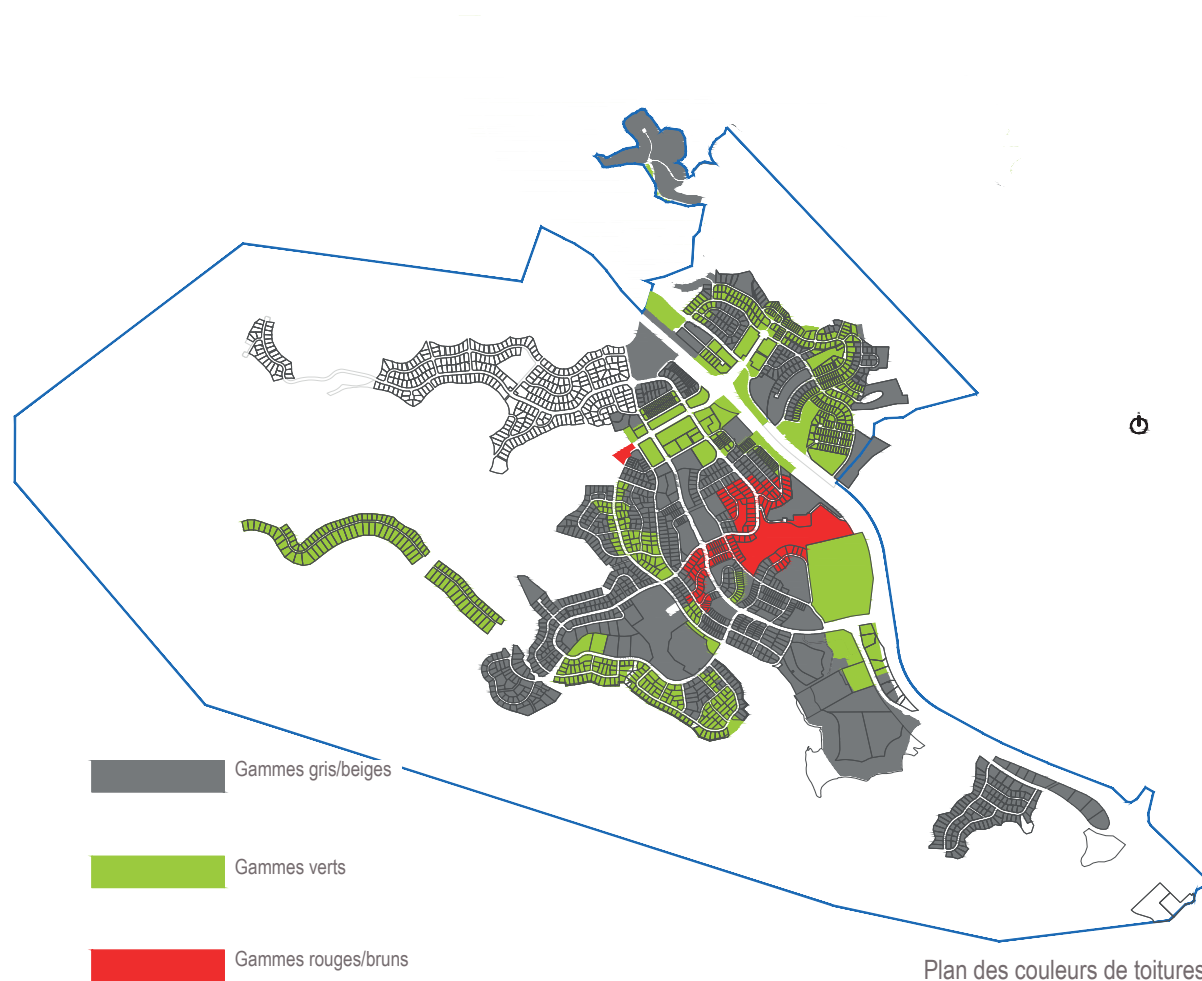 Gammes gris/beiges
Gammes verts
Gammes rouges/bruns
Plan des couleurs de toitures